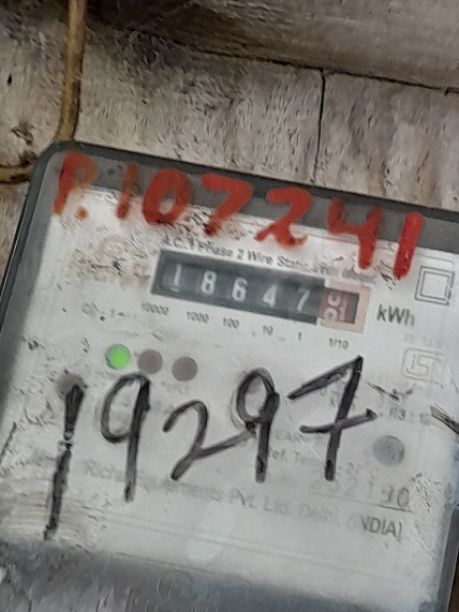 P.107241
A.C. 1 Phase 2 Wire Static
18647
kWh
10000 1000 100 10 1 1/10
19297
Equipments Pvt. Ltd. Delhi (INDIA)